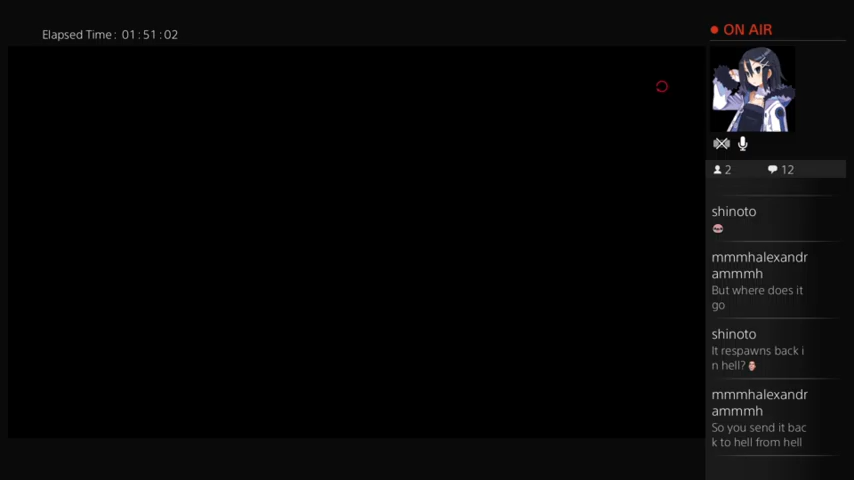 Elapsed Time: 01:51:02
ON AIR
2 12
shinoto
mmmhalexandr
ammmh
But where does it
go
shinoto
It respawns back i
n hell?
mmmhalexandr
ammmh
So you send it bac
k to hell from hell